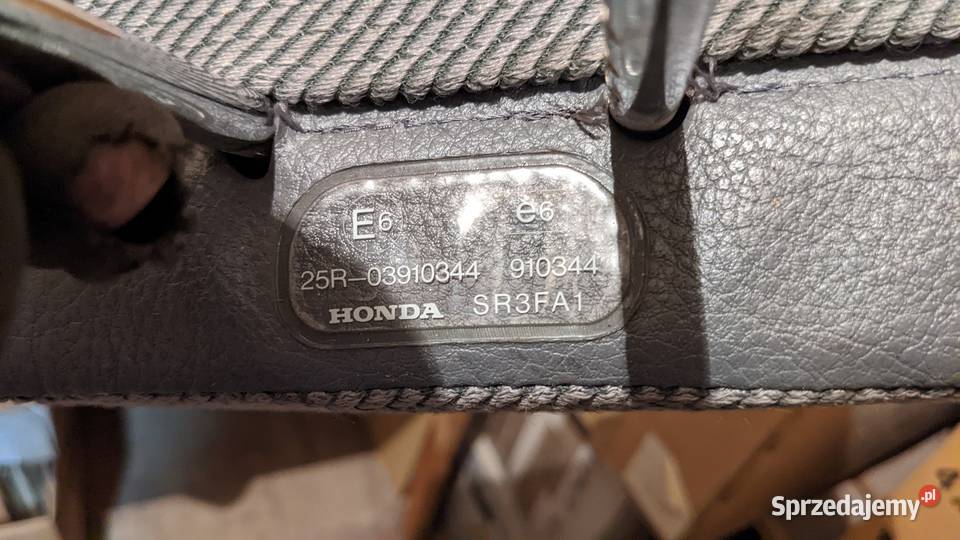 E6 e6
25R-03910344 910344
HONDA SR3FA1
Sprzedajemy.pl